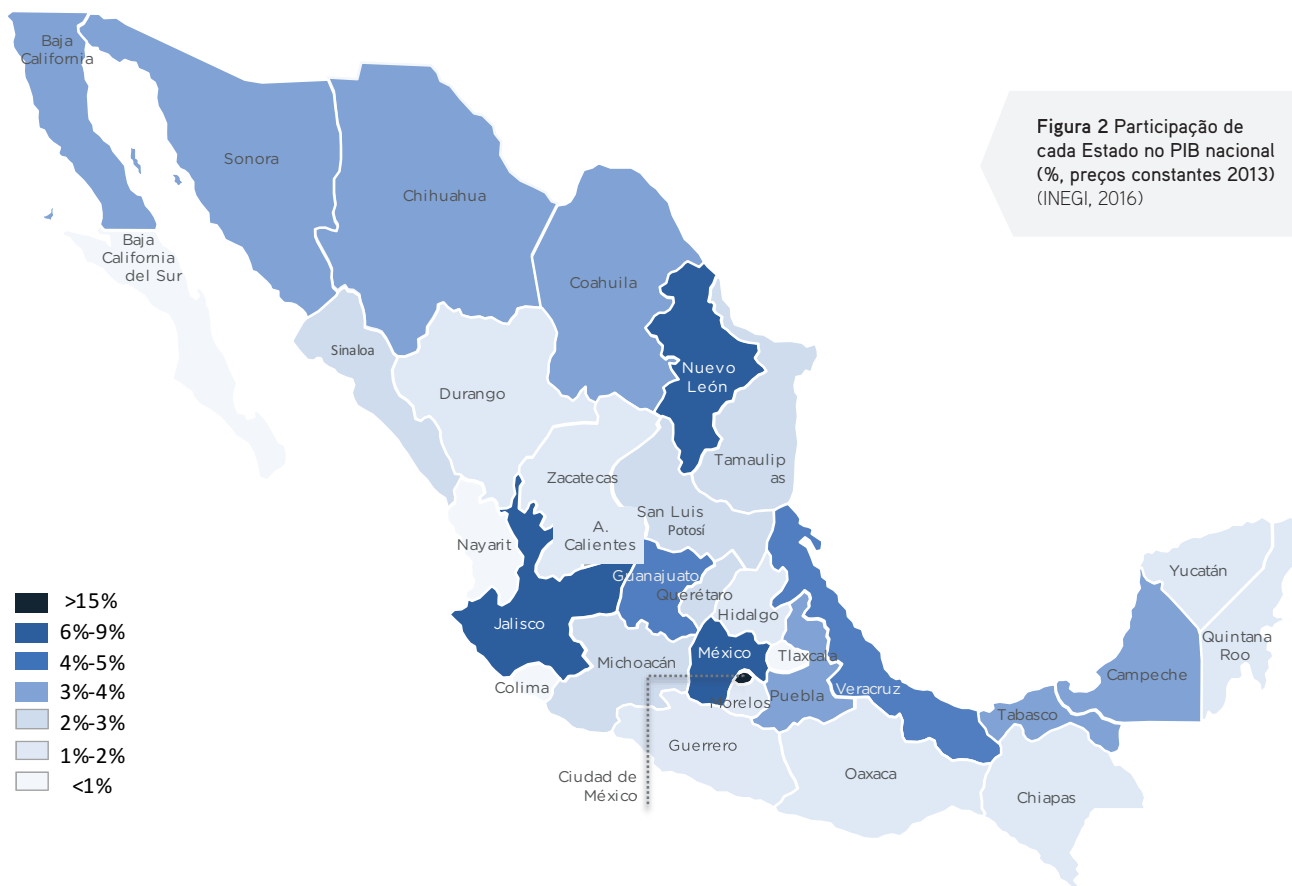 Baja
California
Sonora
Chihuahua
Coahuila
Baja
California
del Sur
Sinaloa
Durango
Nuevo
León
Tamaulip
as
Zacatecas
San Luis
Potosí
A.
Calientes
Nayarit
Guanajuato
Querétaro
Hidalgo
Jalisco
Michoacán
México
Tlaxcala
Colima
Morelos
Puebla
Veracruz
Guerrero
Ciudad de
México
Oaxaca
Tabasco
Chiapas
Campeche
Yucatán
Quintana
Roo
Figura 2 Participação de
cada Estado no PIB nacional
(%, preços constantes 2013)
(INEGI, 2016)
>15%
6%-9%
4%-5%
3%-4%
2%-3%
1%-2%
<1%